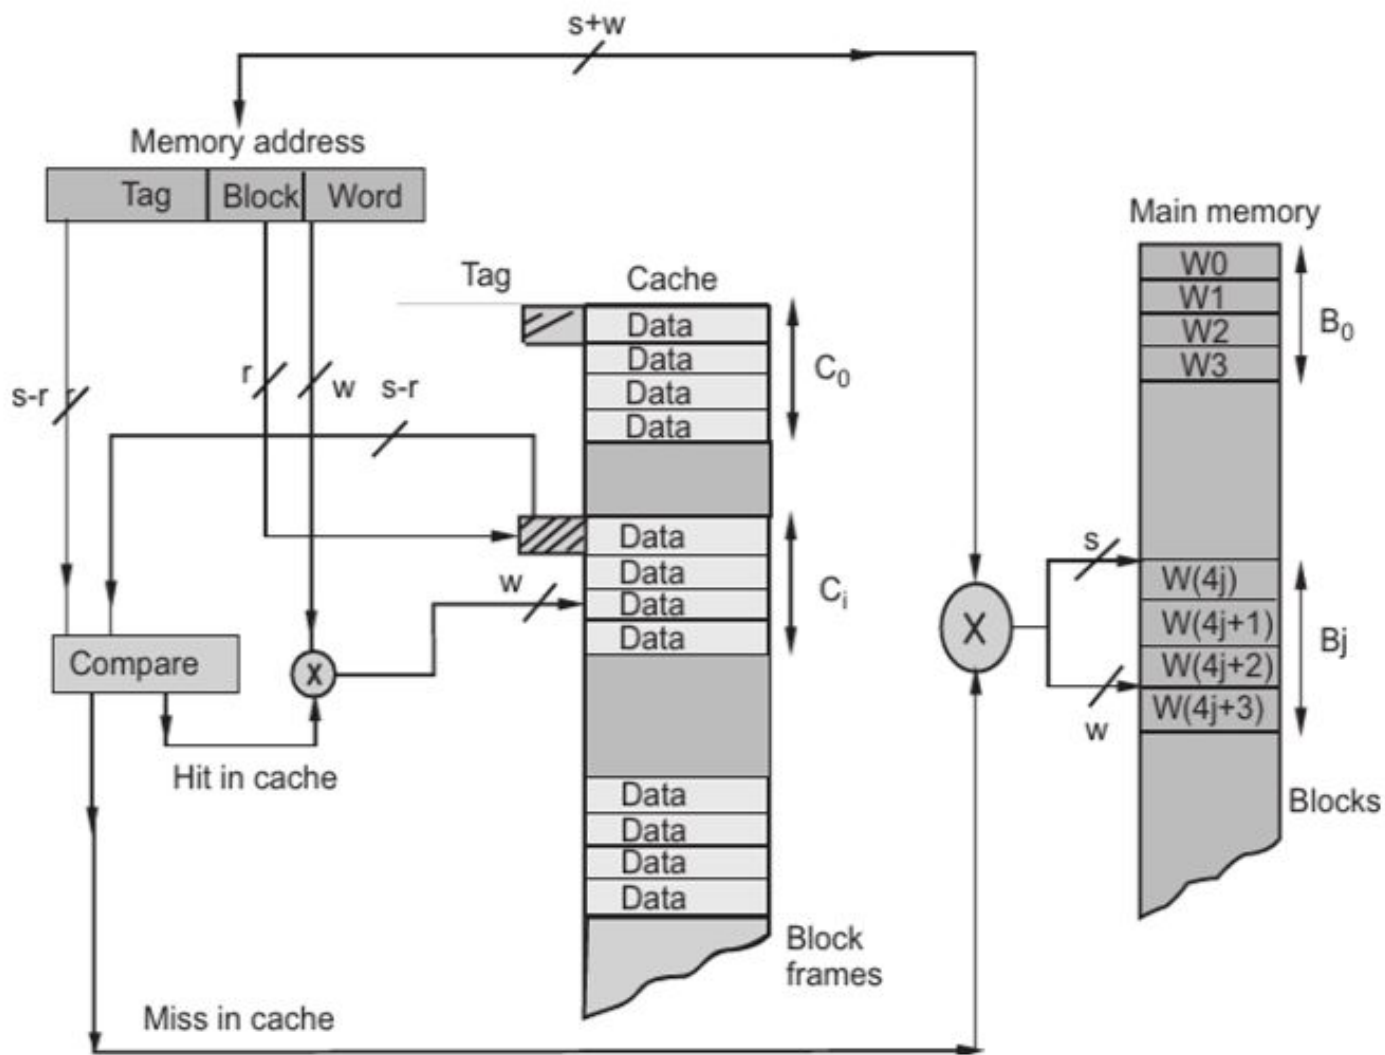 s+w
Memory address
Tag Block Word
Main memory
W0
W1
W2
W3
B0
Tag Cache
Data
Data
Data
Data
C0
s-r r
r
w
s-r
Data
Data
Data
Data
Ci
w
Compare
X
Hit in cache
X
s
w
W(4j)
W(4j+1)
W(4j+2)
W(4j+3)
Bj
Data
Data
Data
Data
Blocks
Block
frames
Miss in cache